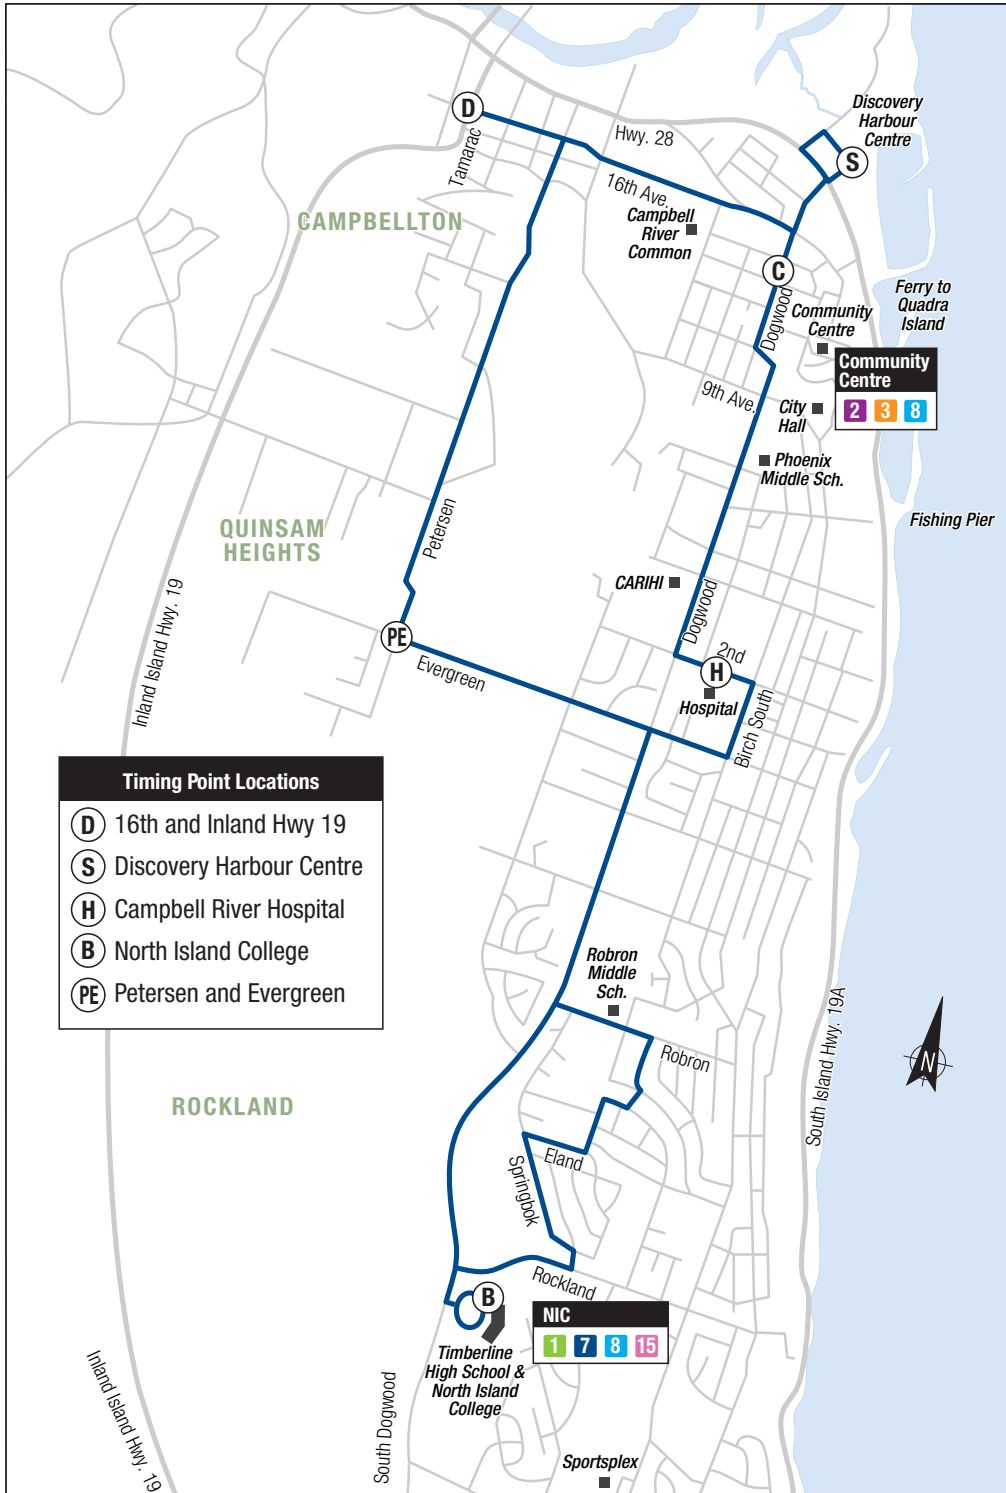 Discovery
Harbour
Centre
D
Hwy. 28
S
Tamarac
16th Ave.
CAMPBELLTON
Campbell
River
Common
C
Ferry to
Quadra
Island
Dogwood
Community
Centre
Community
Centre
2 3 8
9th Ave.
City
Hall
Phoenix
Middle Sch.
Petersen
QUINSAM
HEIGHTS
Fishing Pier
CARIHI
Inland Island Hwy. 19
Dogwood
PE
2nd
Evergreen
H
Hospital
Birch South
Timing Point Locations
D 16th and Inland Hwy 19
S Discovery Harbour Centre
H Campbell River Hospital
B North Island College
PE Petersen and Evergreen
Robron
Middle
Sch.
South Island Hwy. 19A
N
Robron
ROCKLAND
Eland
Springbok
Rockland
B
NIC
1 7 8 15
Timberline
High School &
North Island
College
Inland Island Hwy. 19
South Dogwood
Sportsplex